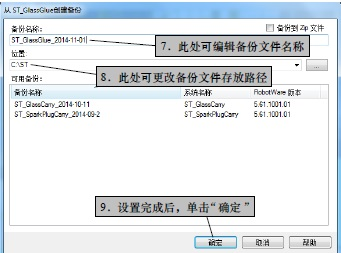 从 ST_GlassGlue创建备份
备份名称:
备份到 Zip 文件
ST_GlassGlue_2014-11-01
7. 此处可编辑备份文件名称
位置:
C:\ST
...
8. 此处可更改备份文件存放路径
可用备份:
备份名称 系统名称 RobotWare 版本
ST_GlassCarry_2014-10-11 ST_GlassCarry 5.61.1001.01
ST_SparkPlugCarry_2014-09-2 ST_SparkPlugCarry 5.61.1001.01
9. 设置完成后，单击“确定”
确定 取消 帮助